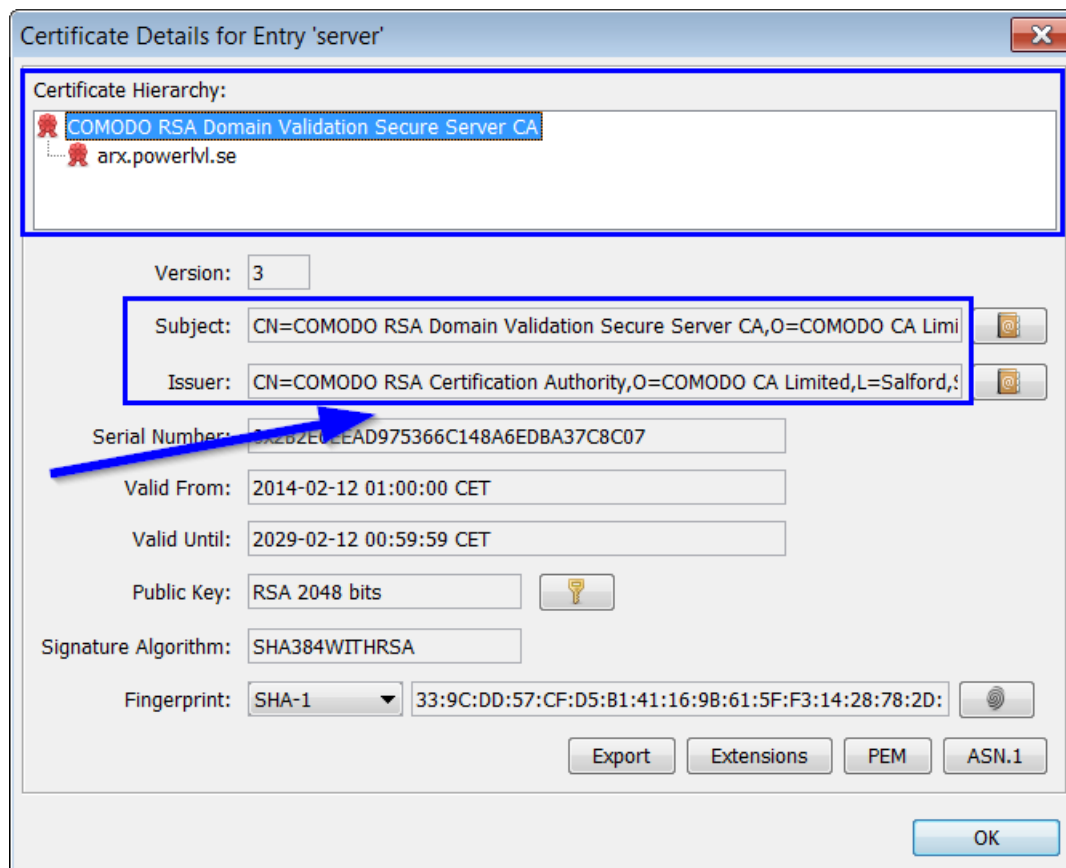 Certificate Details for Entry 'server'
Certificate Hierarchy:
COMODO RSA Domain Validation Secure Server CA
arx.powerlvl.se
Version: 3
Subject: CN=COMODO RSA Domain Validation Secure Server CA,O=COMODO CA Limi
Issuer: CN=COMODO RSA Certification Authority,O=COMODO CA Limited,L=Salford,S
Serial Number:
Valid From: 2014-02-12 01:00:00 CET
Valid Until: 2029-02-12 00:59:59 CET
Public Key: RSA 2048 bits
Signature Algorithm: SHA384WITHRSA
Fingerprint: SHA-1 33:9C:DD:57:CF:D5:B1:41:16:9B:61:5F:F3:14:28:78:2D:
Export Extensions PEM ASN.1
OK